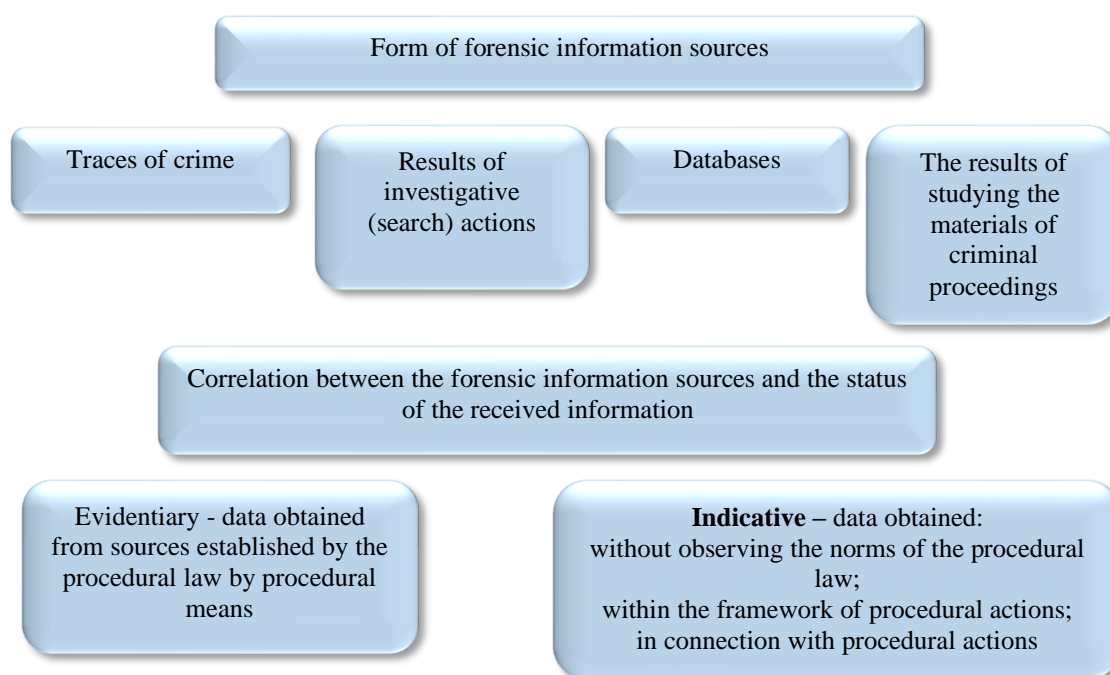 Form of forensic information sources
Traces of crime
Results of
investigative
(search) actions
Databases
The results of
studying the
materials of
criminal
proceedings
Correlation between the forensic information sources and the status
of the received information
Evidentiary - data obtained
from sources established by the
procedural law by procedural
means
Indicative – data obtained:
without observing the norms of the procedural
law;
within the framework of procedural actions;
in connection with procedural actions